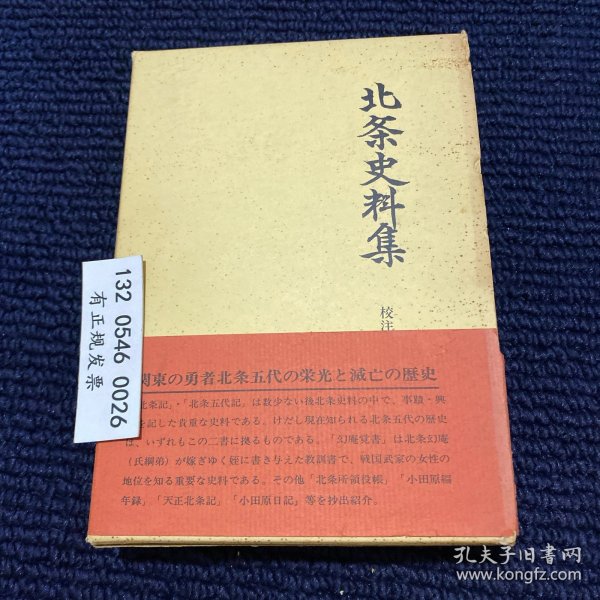 北条史料集
校注
関東の勇者北条五代の栄光と滅亡の歴史
北条記」・「北条五代記」は数少ない後北条史料の中で、事蹟・興
を記した貴重な史料である。けだし現在知られる北条五代の歴史
は、いずれもこの二書に拠るものである。「幻庵覚書」は北条幻庵
（氏綱弟）が嫁ぎゆく姪に書き与えた教訓書で、戦国武家の女性の
地位を知る重要な史料である。その他「北条所領役帳」「小田原編
年録」「天正北条記」「小田原日記」等を抄出紹介。
132 0546 0026
有正规发票
孔夫子旧书网
www.kongfz.com